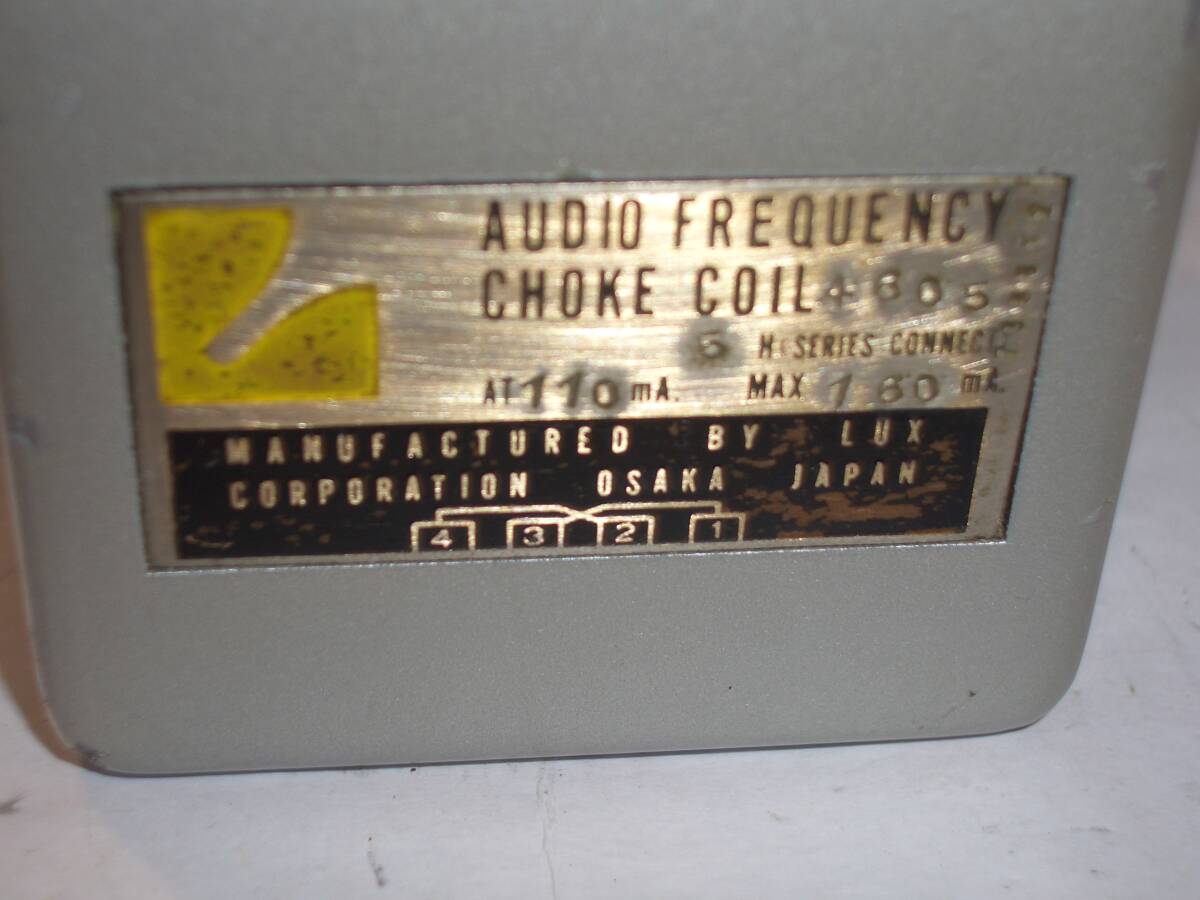 AUDIO FREQUENCY
CHOKE COIL 4605
5 H. SERIES CONNECT
AT 110 mA. MAX 160 mA.
MANUFACTURED BY LUX
CORPORATION OSAKA JAPAN
4 3 2 1